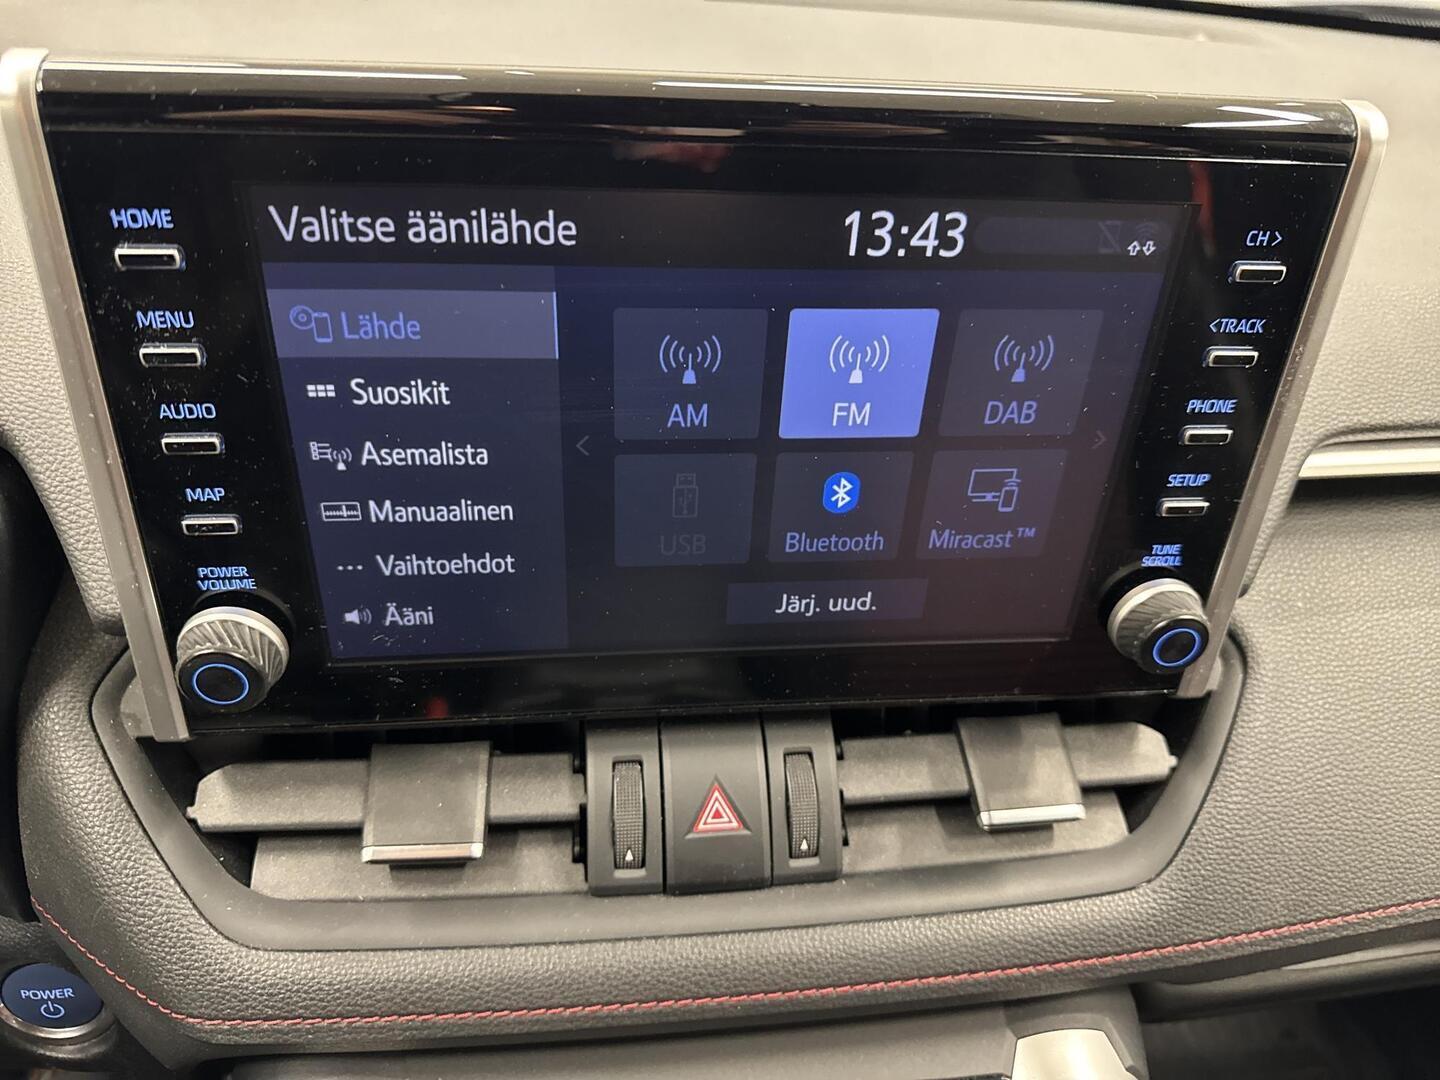 HOME
MENU
AUDIO
MAP
POWER
VOLUME
Valitse äänilähde
13:43
Lähde
Suosikit
Asemalista
Manuaalinen
Vaihtoehdot
Ääni
AM
FM
DAB
USB
Bluetooth
Miracast™
Järj. uud.
CH >
< TRACK
PHONE
SETUP
TUNE
SCROLL
POWER